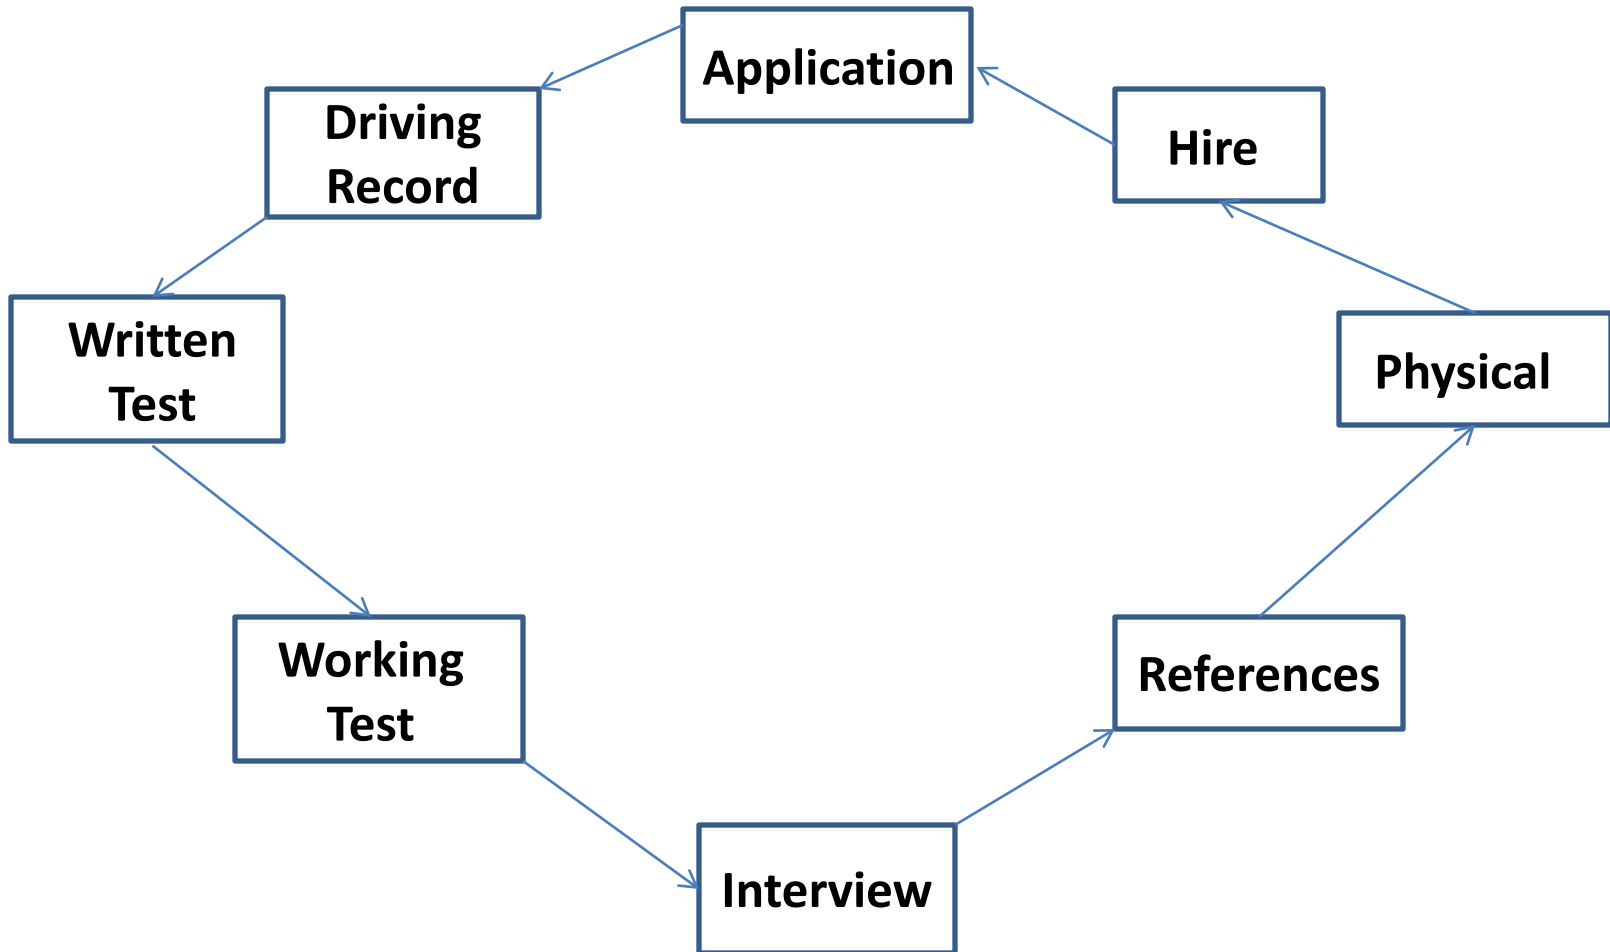 Application
Driving
Record
Hire
Written
Test
Physical
Working
Test
References
Interview